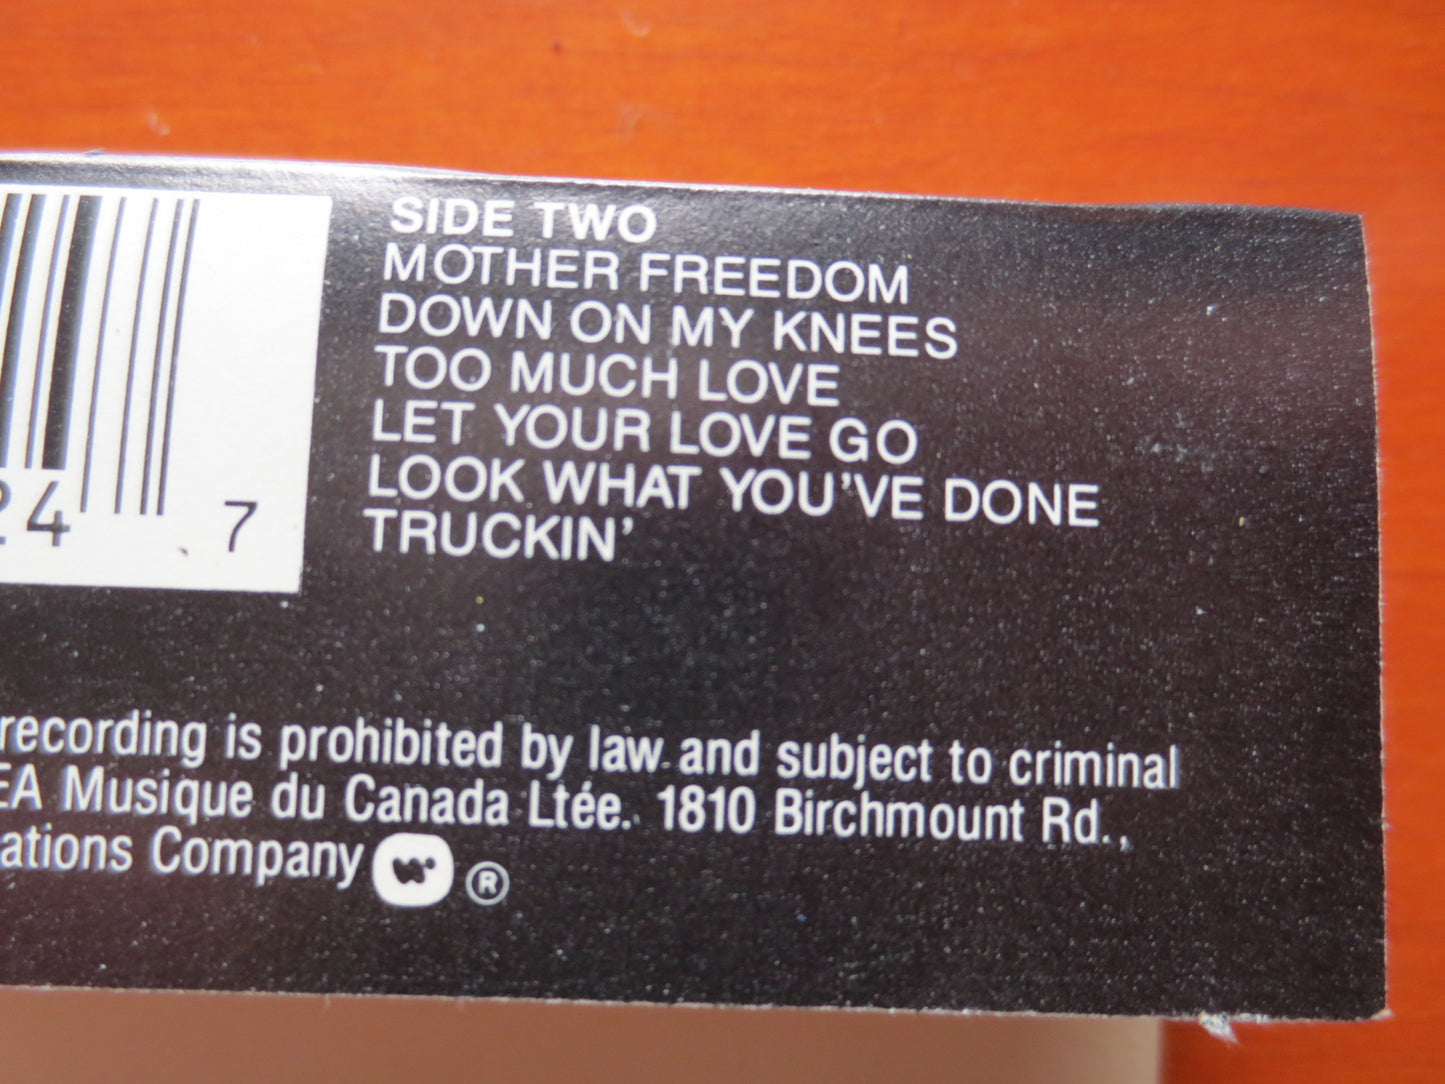 SIDE TWO
MOTHER FREEDOM
DOWN ON MY KNEES
TOO MUCH LOVE
LET YOUR LOVE GO
LOOK WHAT YOU'VE DONE
TRUCKIN'
24 7
recording is prohibited by law and subject to criminal
EA Musique du Canada Ltée. 1810 Birchmount Rd.,
ations Company ®